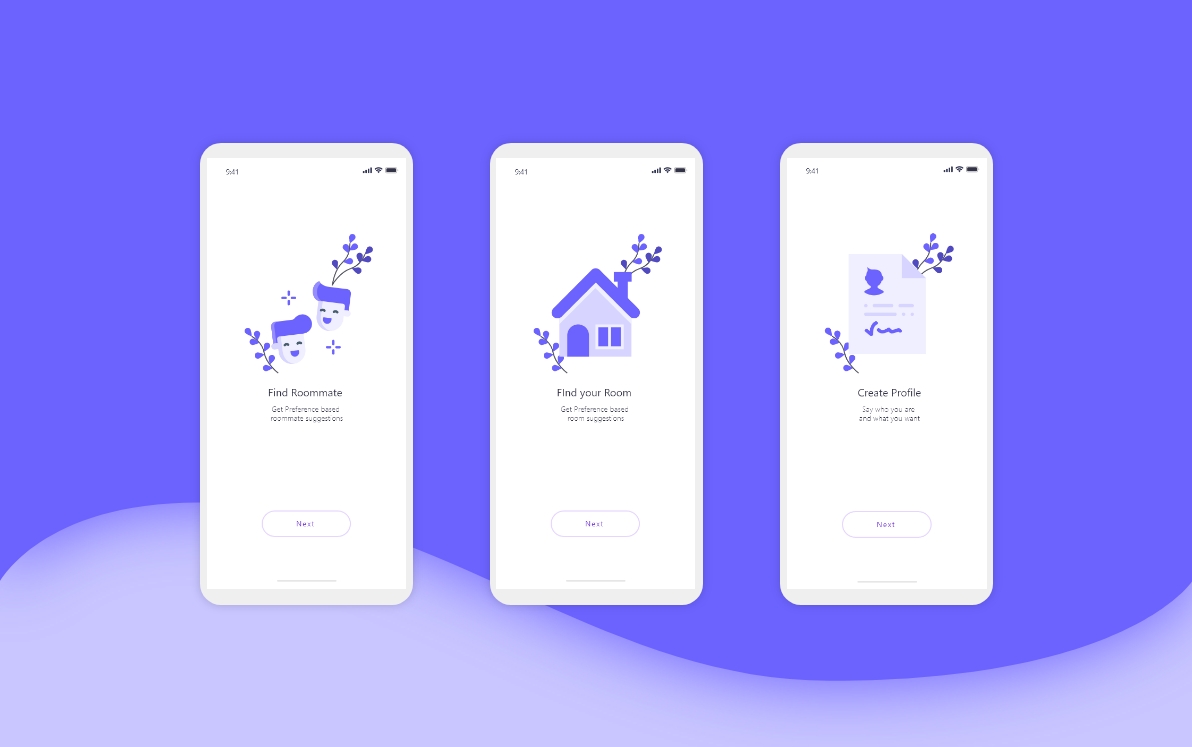 9:41
Find Roommate
Get Preference based
roommate suggestions
Next
9:41
FInd your Room
Get Preference based
room suggestions
Next
9:41
Create Profile
Say who you are
and what you want
Next